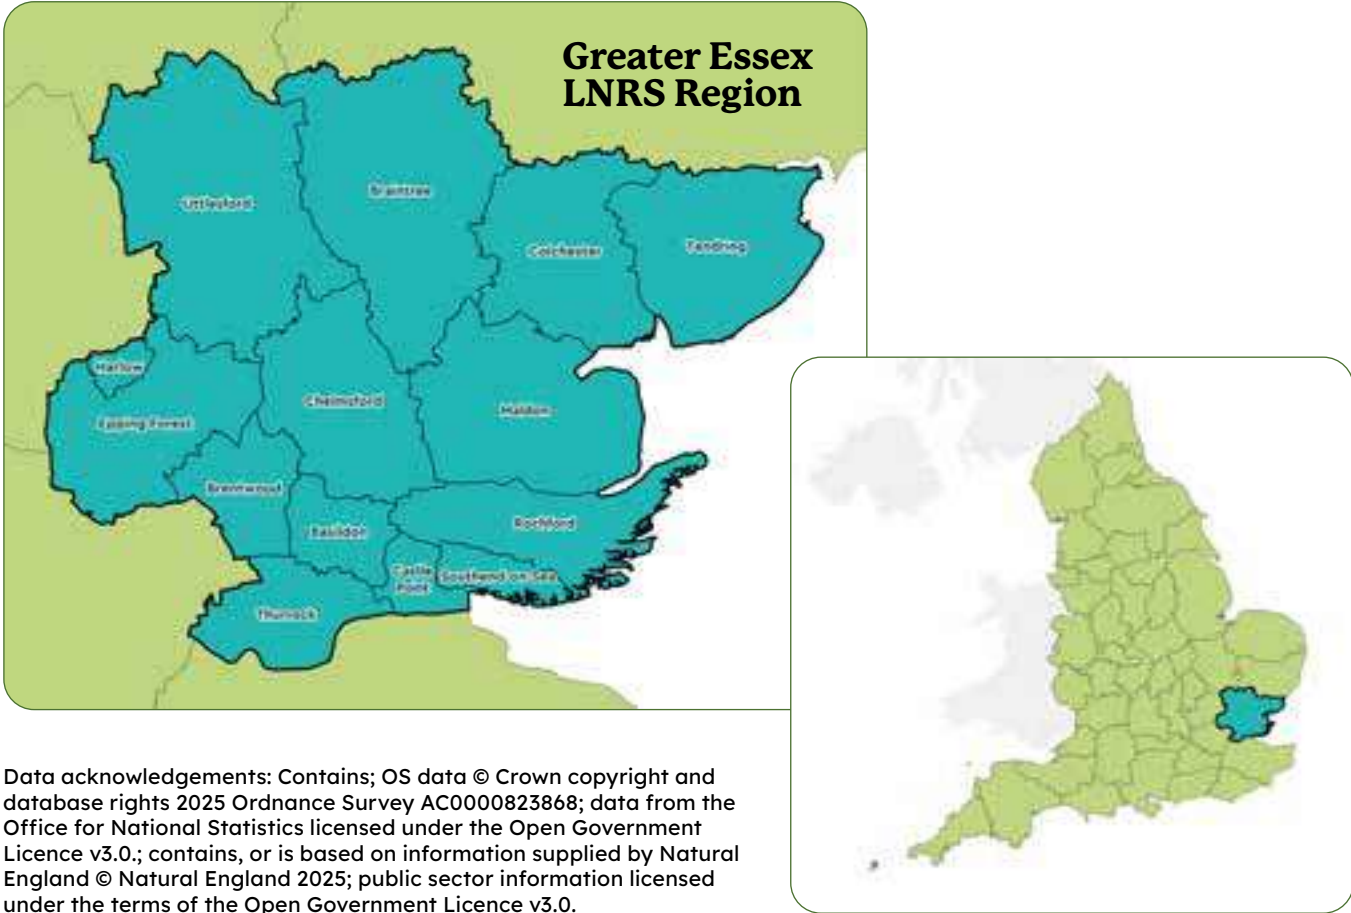 Greater Essex
LNRS Region
Uttlesford
Braintree
Colchester
Tendring
Harlow
Epping Forest
Chelmsford
Maldon
Brentwood
Basildon
Rochford
Castle
Point
Southend on Sea
Thurrock
Data acknowledgements: Contains; OS data © Crown copyright and
database rights 2025 Ordnance Survey AC0000823868; data from the
Office for National Statistics licensed under the Open Government
Licence v3.0.; contains, or is based on information supplied by Natural
England © Natural England 2025; public sector information licensed
under the terms of the Open Government Licence v3.0.